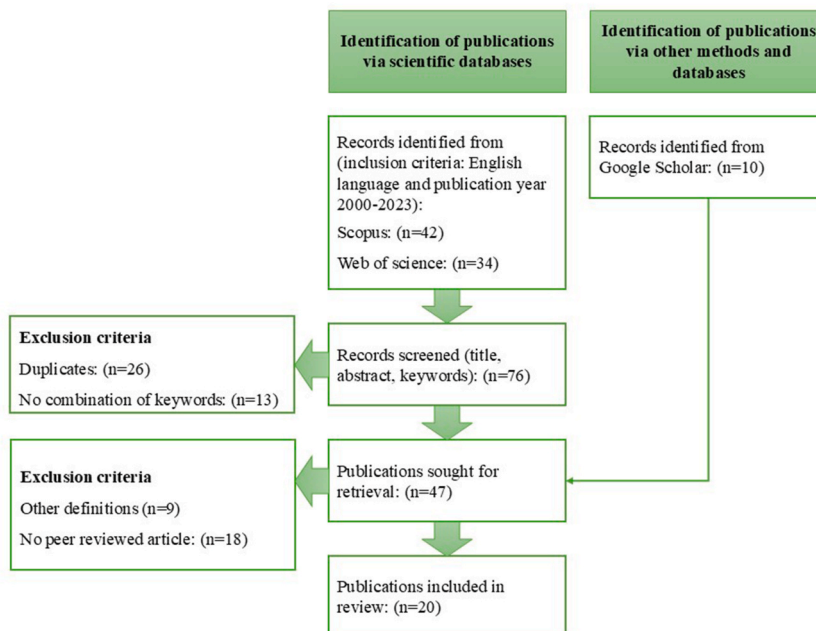 Identification of publications
via scientific databases
Identification of publications
via other methods and
databases
Records identified from
(inclusion criteria: English
language and publication year
2000-2023):
Scopus: (n=42)
Web of science: (n=34)
Records identified from
Google Scholar: (n=10)
Exclusion criteria
Duplicates: (n=26)
No combination of keywords: (n=13)
Records screened (title,
abstract, keywords): (n=76)
Exclusion criteria
Other definitions (n=9)
No peer reviewed article: (n=18)
Publications sought for
retrieval: (n=47)
Publications included in
review: (n=20)